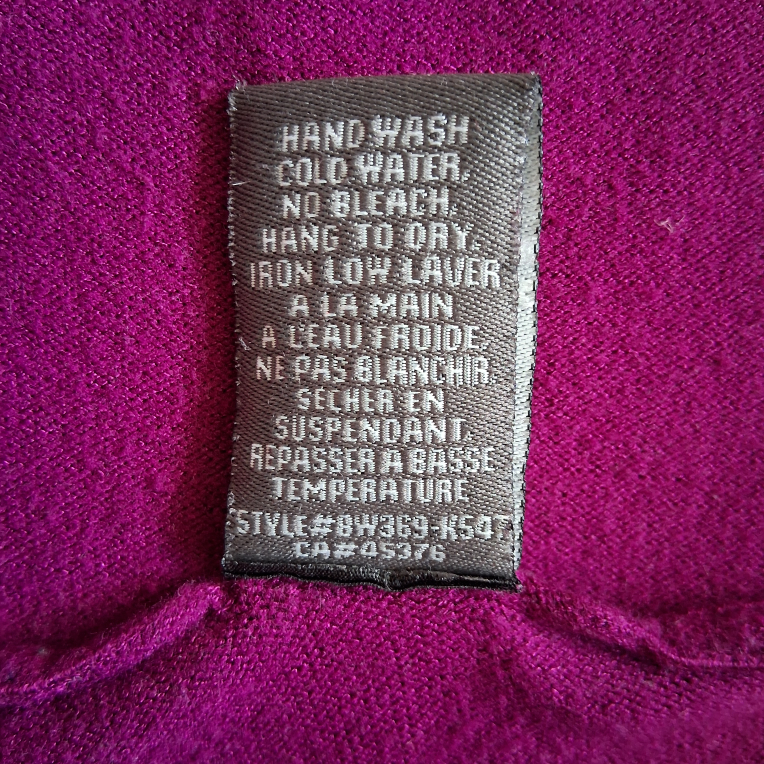 HAND WASH
COLD WATER,
NO BLEACH,
HANG TO DRY,
IRON LOW LAVER
A LA MAIN
A L'EAU FROIDE,
NE PAS BLANCHIR,
SECHER EN
SUSPENDANT,
REPASSER A BASSE
TEMPERATURE
STYLE#8W369-K547
CA#45376